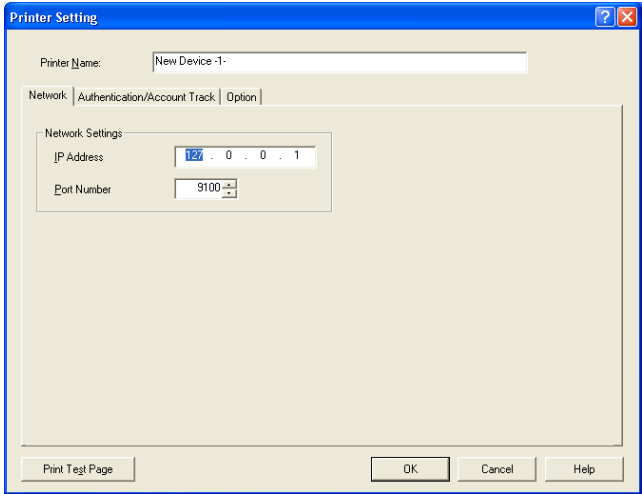 Printer Setting
Printer Name: New Device -1-
Network Authentication/Account Track Option
Network Settings
IP Address 127 . 0 . 0 . 1
Port Number 9100
Print Test Page OK Cancel Help